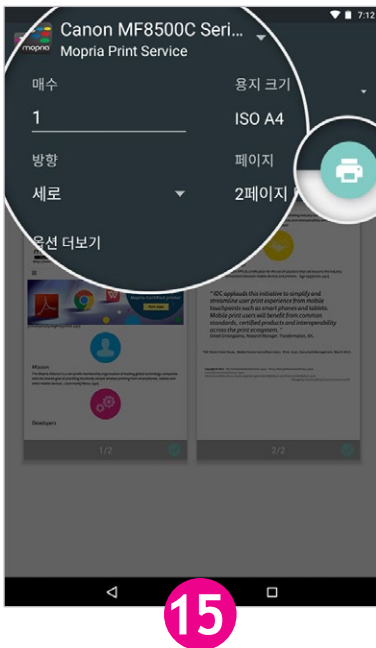 7:12
mopria
Canon MF8500C Seri...
Mopria Print Service
매수
용지 크기
1
ISO A4
방향
페이지
세로
2페이지
옵션 더보기
Mopria Certified printer
" IDC applauds this initiative to simplify and
streamline user print experience from mobile
touchpoints such as smart phones and tablets.
Mobile print users will benefit from common
standards, certified products and interoperability
across the print ecosystem. "
Mission
Developers
1/2
2/2
15